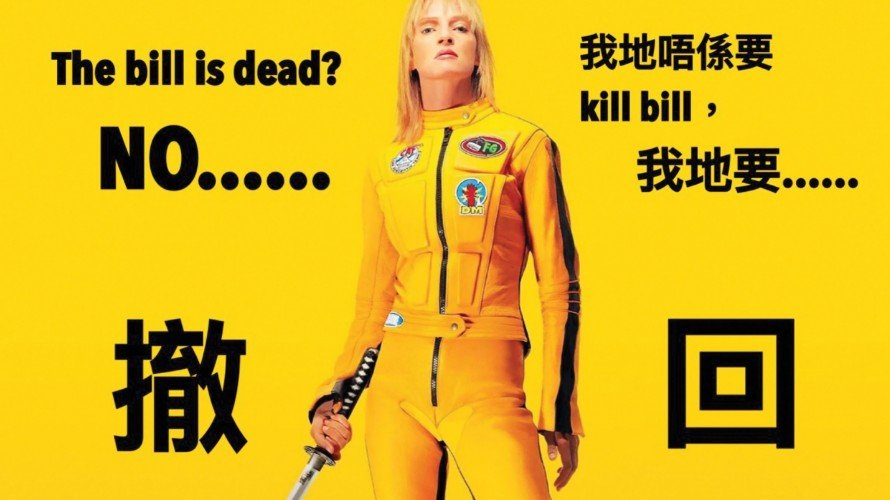 The bill is dead?
NO......
我地唔係要
kill bill，
我地要......
撤回
FG
DM